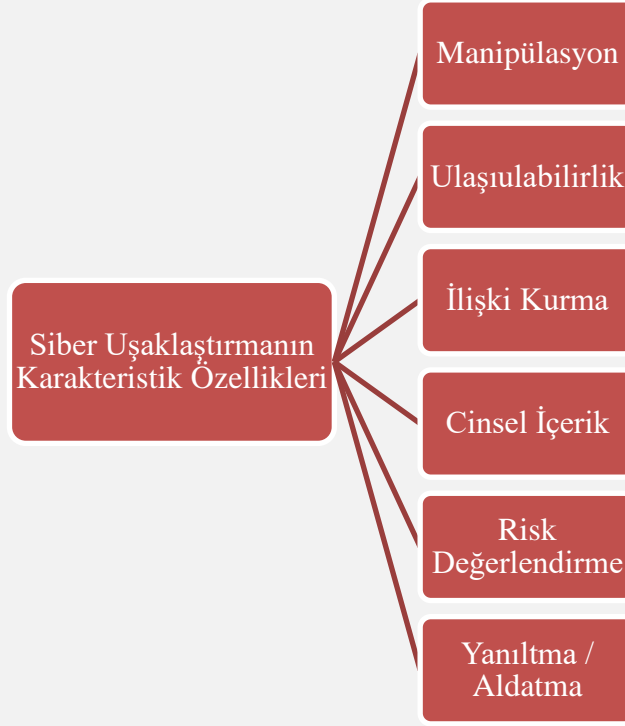 Manipülasyon
Ulaşıulabilirlik
İlişki Kurma
Siber Uşaklaştırmanın
Karakteristik Özellikleri
Cinsel İçerik
Risk
Değerlendirme
Yanıltma /
Aldatma